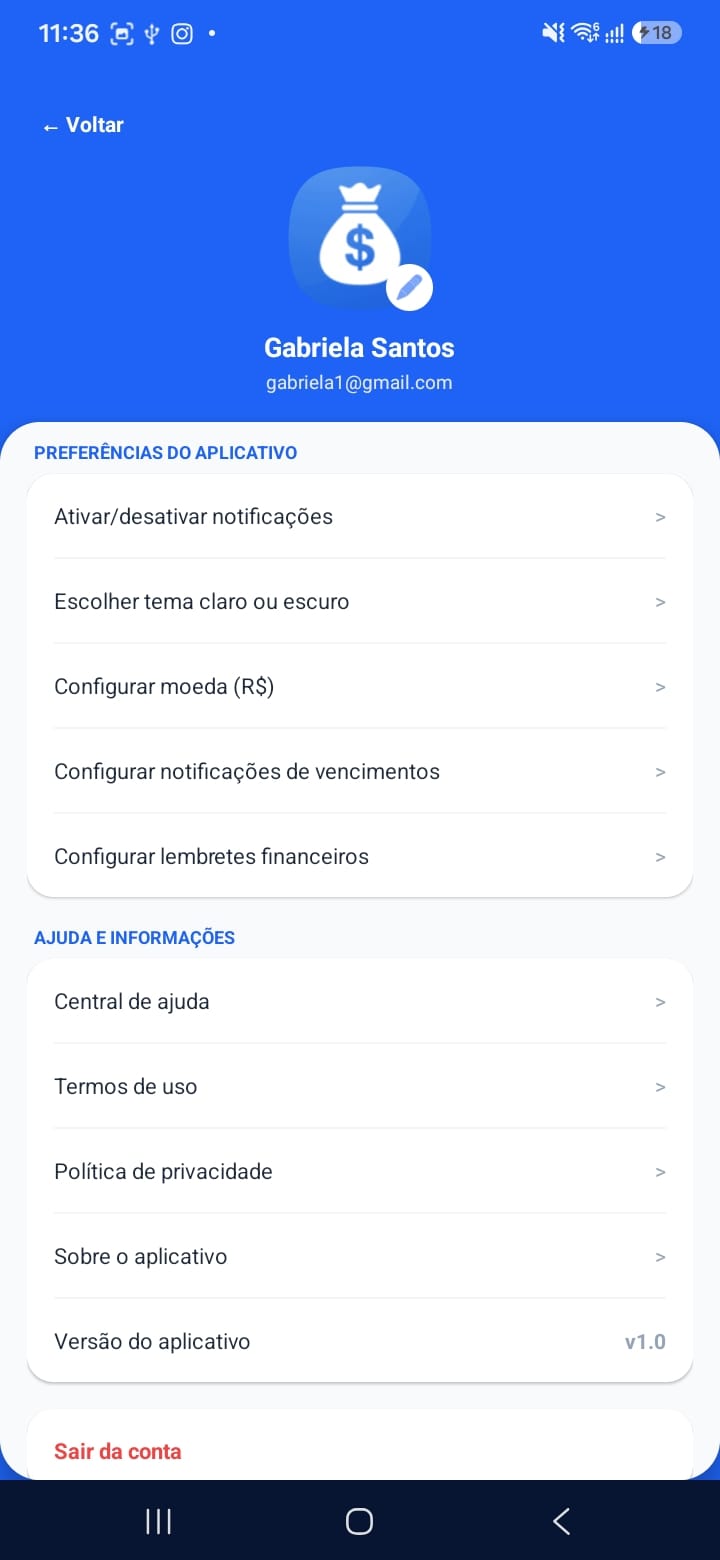 11:36
18
← Voltar
$
Gabriela Santos
gabriela1@gmail.com
PREFERÊNCIAS DO APLICATIVO
Ativar/desativar notificações >
Escolher tema claro ou escuro >
Configurar moeda (R$) >
Configurar notificações de vencimentos >
Configurar lembretes financeiros >
AJUDA E INFORMAÇÕES
Central de ajuda >
Termos de uso >
Política de privacidade >
Sobre o aplicativo >
Versão do aplicativo v1.0
Sair da conta